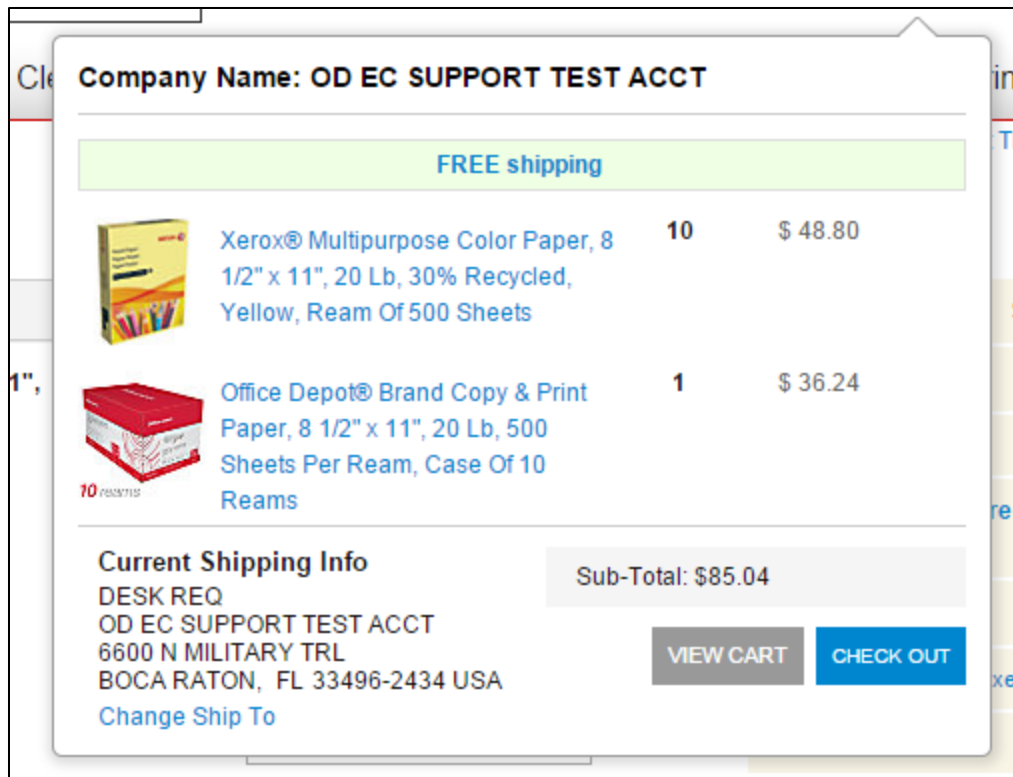 Company Name: OD EC SUPPORT TEST ACCT
FREE shipping
Xerox® Multipurpose Color Paper, 8
1/2" x 11", 20 Lb, 30% Recycled,
Yellow, Ream Of 500 Sheets
10
$ 48.80
Office Depot® Brand Copy & Print
Paper, 8 1/2" x 11", 20 Lb, 500
Sheets Per Ream, Case Of 10
Reams
1
$ 36.24
10 reams
Current Shipping Info
DESK REQ
OD EC SUPPORT TEST ACCT
6600 N MILITARY TRL
BOCA RATON, FL 33496-2434 USA
Change Ship To
Sub-Total: $85.04
VIEW CART
CHECK OUT
1",